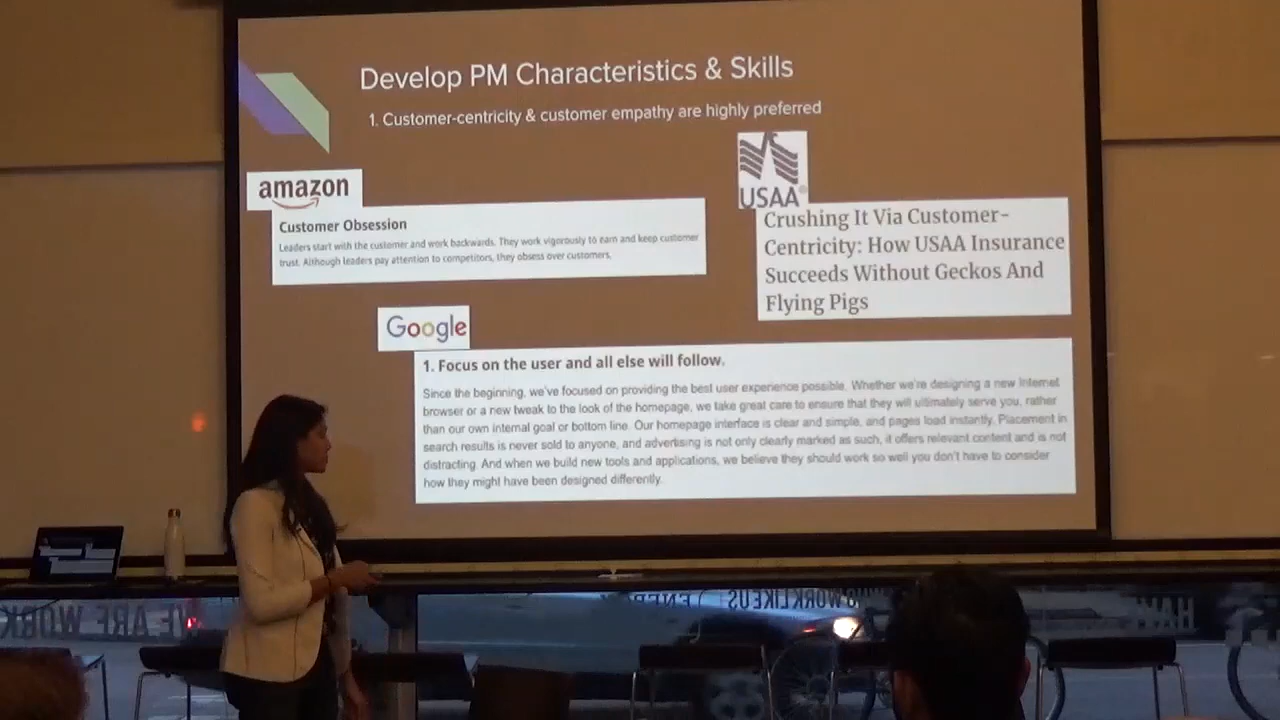 Develop PM Characteristics & Skills
1. Customer-centricity & customer empathy are highly preferred
amazon
Customer Obsession
Leaders start with the customer and work backwards. They work vigorously to earn and keep customer
trust. Although leaders pay attention to competitors, they obsess over customers.
USAA®
Crushing It Via Customer-
Centricity: How USAA Insurance
Succeeds Without Geckos And
Flying Pigs
Google
1. Focus on the user and all else will follow.
Since the beginning, we've focused on providing the best user experience possible. Whether we're designing a new Internet
browser or a new tweak to the look of the homepage, we take great care to ensure that they will ultimately serve you, rather
than our own internal goal or bottom line. Our homepage interface is clear and simple, and pages load instantly. Placement in
search results is never sold to anyone, and advertising is not only clearly marked as such, it offers relevant content and is not
distracting. And when we build new tools and applications, we believe they should work so well you don't have to consider
how they might have been designed differently.
WE ARE WORK
WORKLIKEUS
HAVE